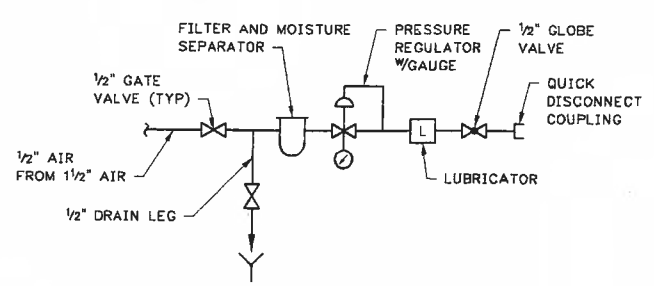 FILTER AND MOISTURE
SEPARATOR
PRESSURE
REGULATOR
W/GAUGE
1/2" GLOBE
VALVE
1/2" GATE
VALVE (TYP)
QUICK
DISCONNECT
COUPLING
L
1/2" AIR
FROM 1 1/2" AIR
LUBRICATOR
1/2" DRAIN LEG